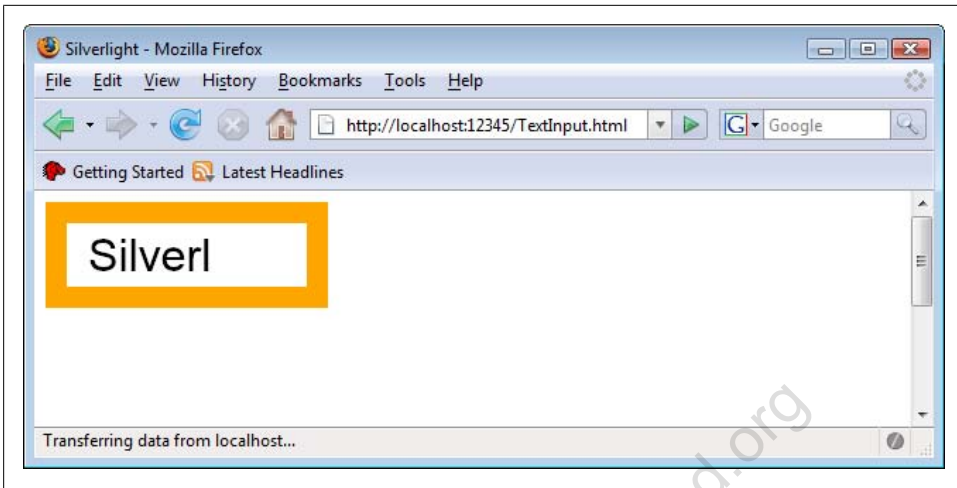 Silverlight - Mozilla Firefox
File Edit View History Bookmarks Tools Help
http://localhost:12345/TextInput.html G Google
Getting Started Latest Headlines
Silverl
Transferring data from localhost...
d.org